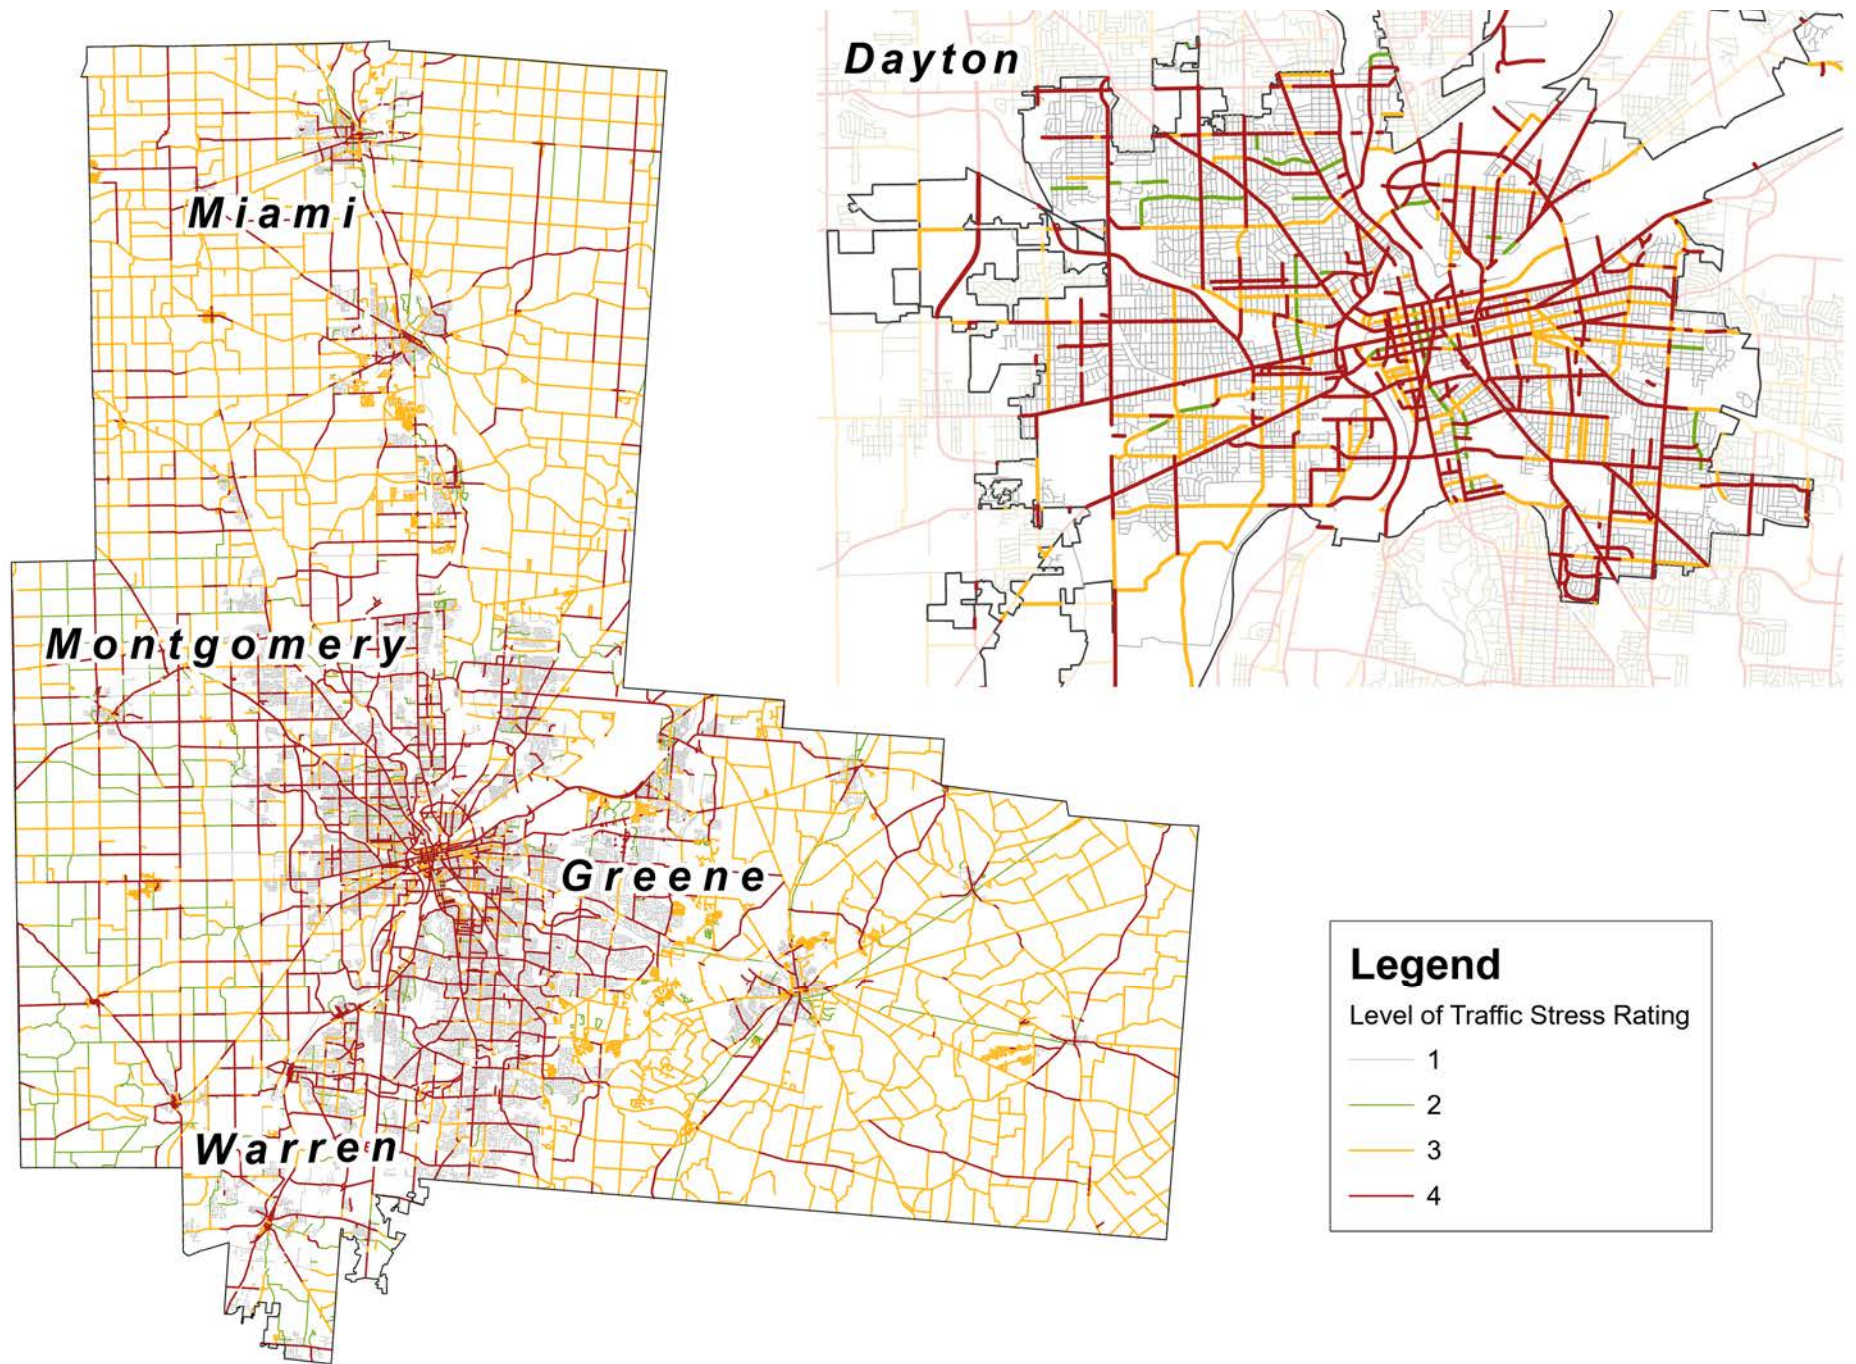 Dayton
Miami
Montgomery
Greene
Warren
Legend
Level of Traffic Stress Rating
1
2
3
4